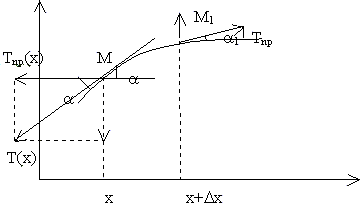 M₁
Tпр(x) M α₁ Tпр
α α
T(x)
x x+Δx